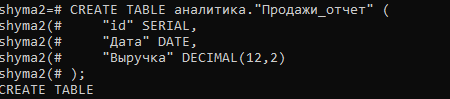 shyma2=# CREATE TABLE аналитика."Продажи_отчет" (
shyma2(#     "id" SERIAL,
shyma2(#     "Дата" DATE,
shyma2(#     "Выручка" DECIMAL(12,2)
shyma2(# );
CREATE TABLE